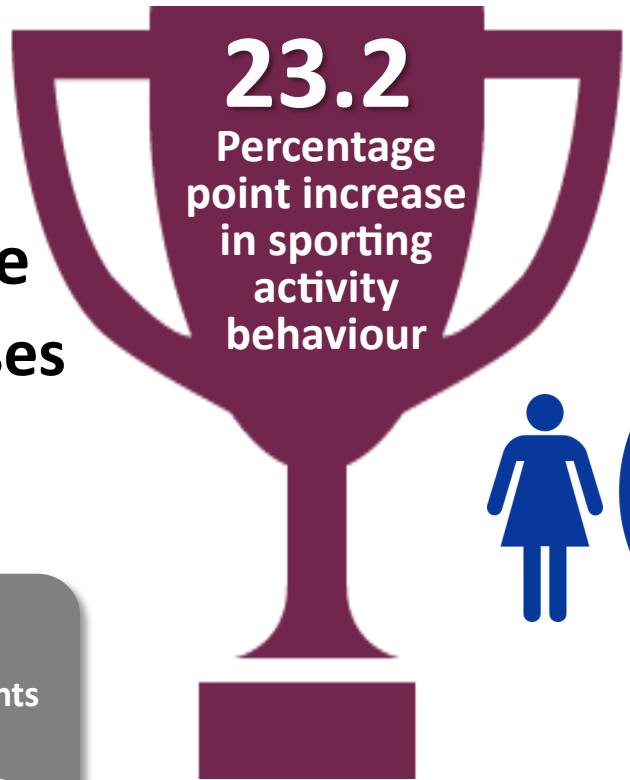 23.2
Percentage
point increase
in sporting
activity
behaviour